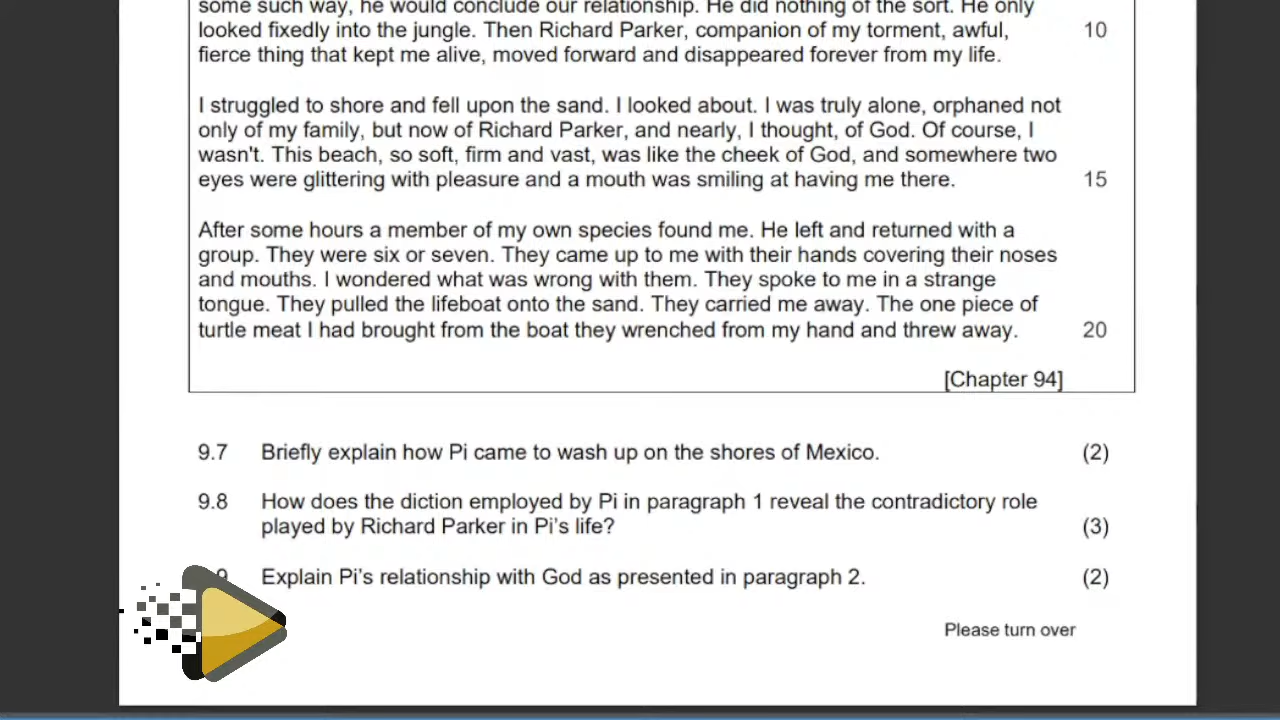 some such way, he would conclude our relationship. He did nothing of the sort. He only
looked fixedly into the jungle. Then Richard Parker, companion of my torment, awful, 10
fierce thing that kept me alive, moved forward and disappeared forever from my life.
I struggled to shore and fell upon the sand. I looked about. I was truly alone, orphaned not
only of my family, but now of Richard Parker, and nearly, I thought, of God. Of course, I
wasn't. This beach, so soft, firm and vast, was like the cheek of God, and somewhere two
eyes were glittering with pleasure and a mouth was smiling at having me there. 15
After some hours a member of my own species found me. He left and returned with a
group. They were six or seven. They came up to me with their hands covering their noses
and mouths. I wondered what was wrong with them. They spoke to me in a strange
tongue. They pulled the lifeboat onto the sand. They carried me away. The one piece of
turtle meat I had brought from the boat they wrenched from my hand and threw away. 20
[Chapter 94]
9.7 Briefly explain how Pi came to wash up on the shores of Mexico. (2)
9.8 How does the diction employed by Pi in paragraph 1 reveal the contradictory role
played by Richard Parker in Pi's life? (3)
Explain Pi's relationship with God as presented in paragraph 2. (2)
Please turn over